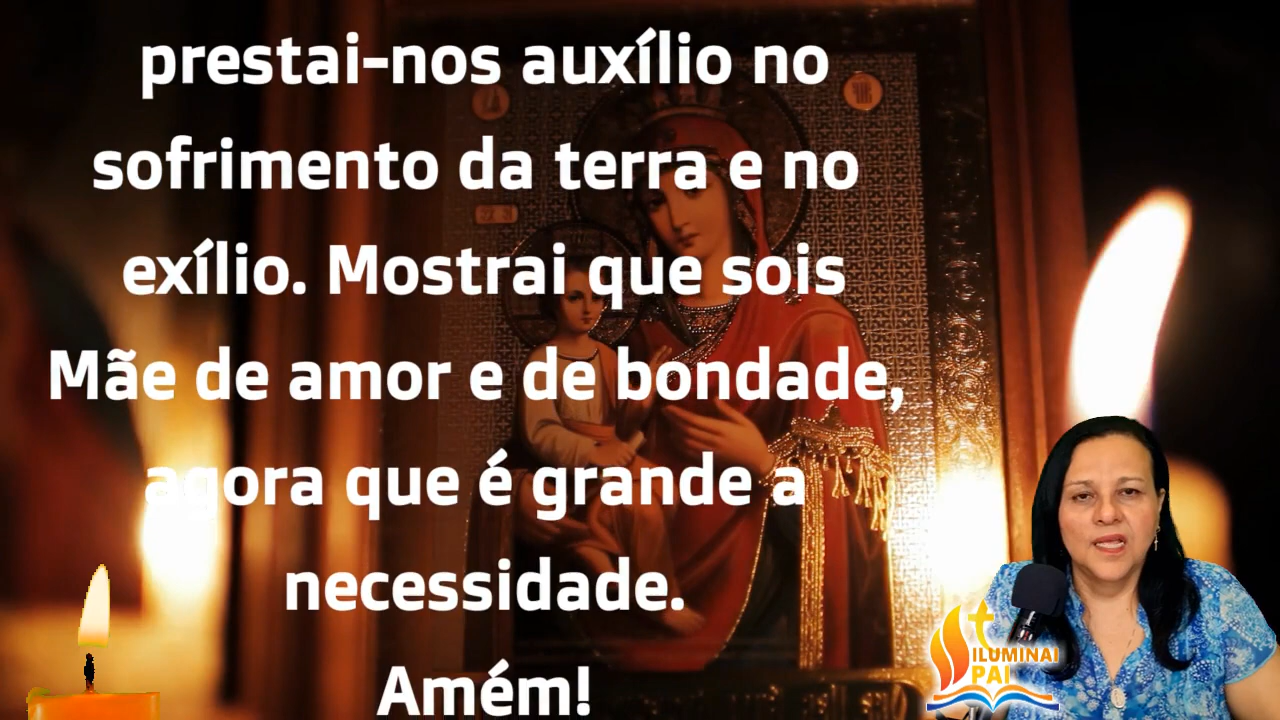 prestai-nos auxílio no
sofrimento da terra e no
exílio. Mostrai que sois
Mãe de amor e de bondade,
agora que é grande a
necessidade.
Amém!
ILUMINAI
PAI